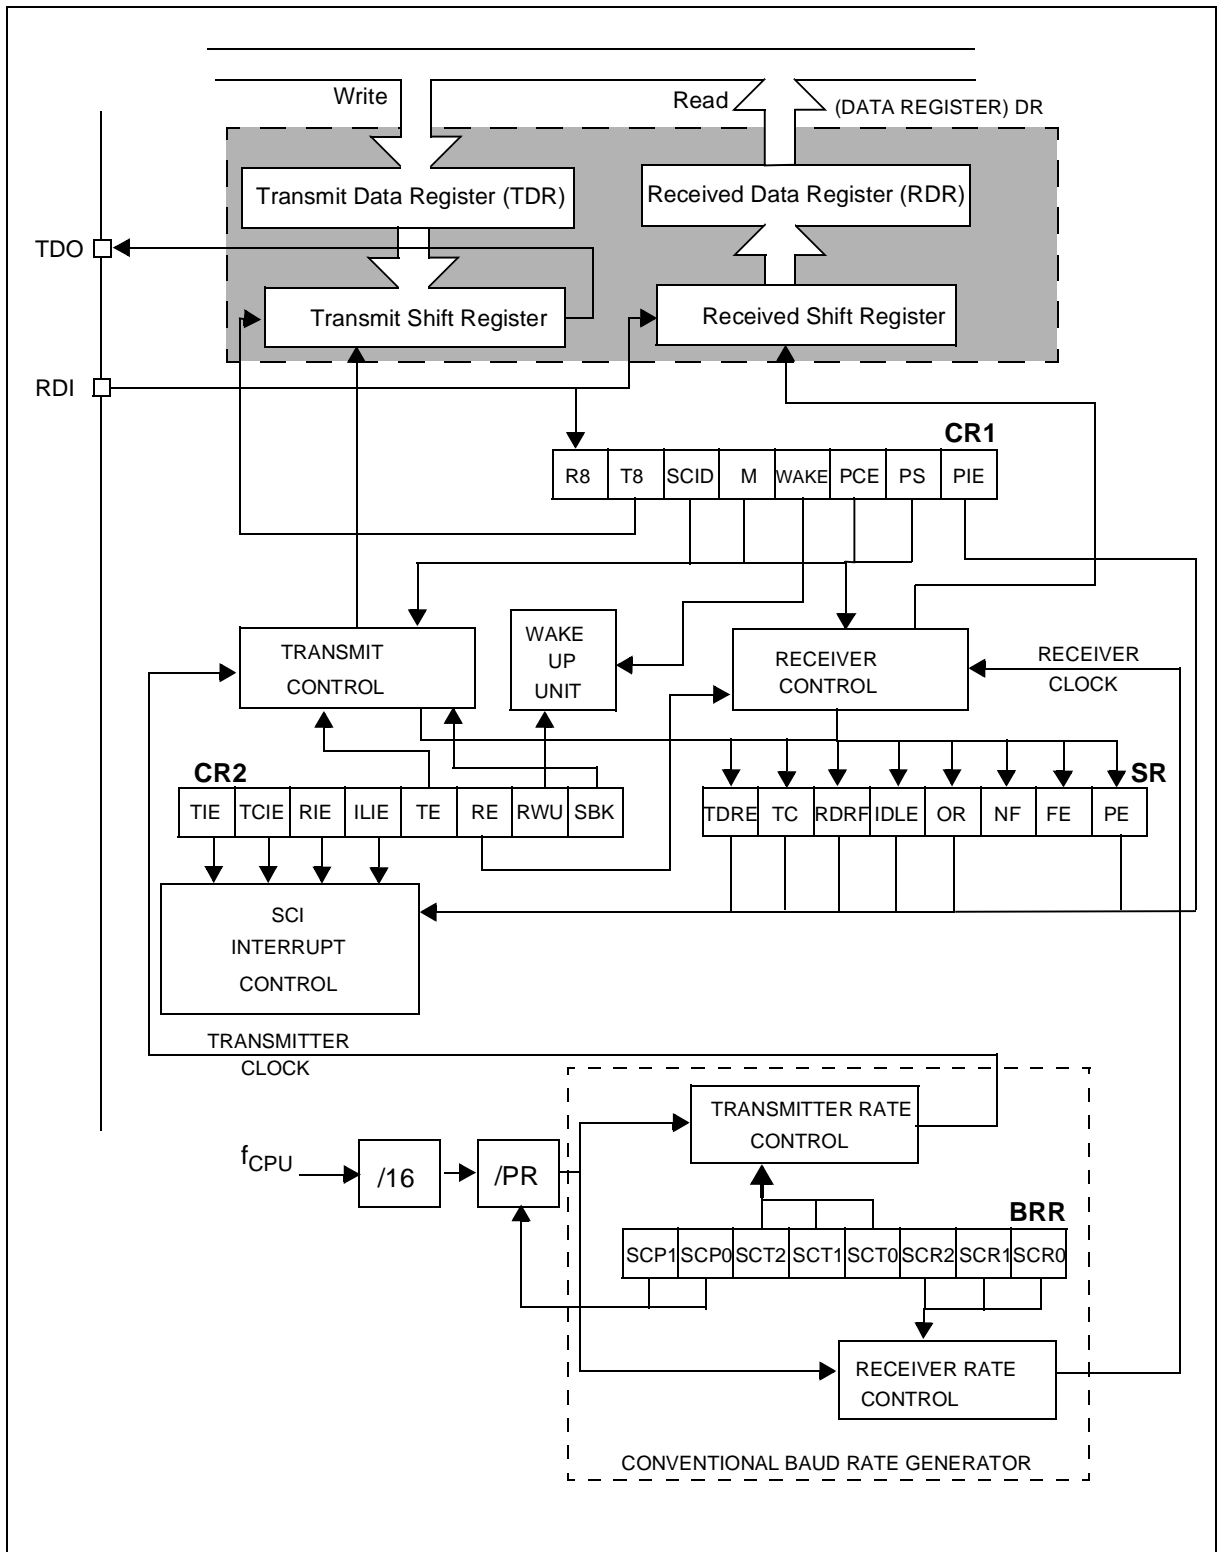 Write
Read
(DATA REGISTER) DR
Transmit Data Register (TDR)
Received Data Register (RDR)
TDO
Transmit Shift Register
Received Shift Register
RDI
CR1
R8 T8 SCID M WAKE PCE PS PIE
TRANSMIT
CONTROL
WAKE
UP
UNIT
RECEIVER
CONTROL
RECEIVER
CLOCK
CR2
SR
TIE TCIE RIE ILIE TE RE RWU SBK
TDRE TC RDRF IDLE OR NF FE PE
SCI
INTERRUPT
CONTROL
TRANSMITTER
CLOCK
TRANSMITTER RATE
CONTROL
fCPU
/16
/PR
BRR
SCP1 SCP0 SCT2 SCT1 SCT0 SCR2 SCR1 SCR0
RECEIVER RATE
CONTROL
CONVENTIONAL BAUD RATE GENERATOR